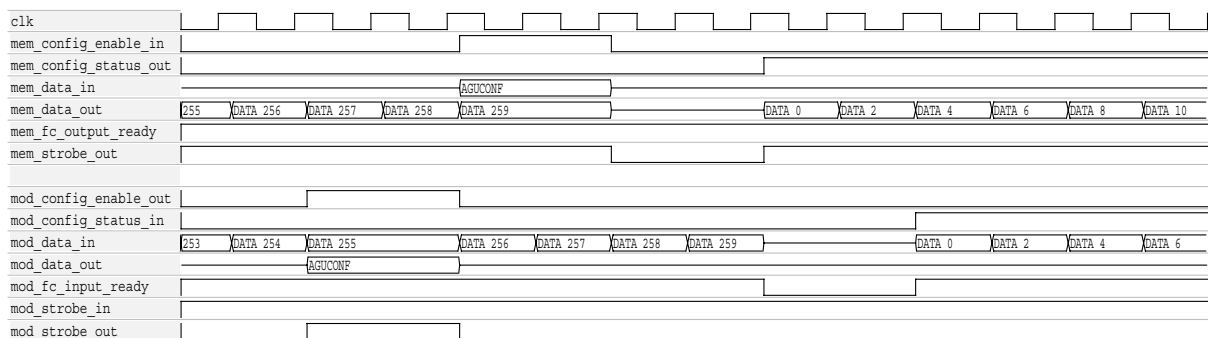 clk
mem_config_enable_in
mem_config_status_out
mem_data_in AGUCONF
mem_data_out 255 DATA 256 DATA 257 DATA 258 DATA 259 DATA 0 DATA 2 DATA 4 DATA 6 DATA 8 DATA 10
mem_fc_output_ready
mem_strobe_out
mod_config_enable_out
mod_config_status_in
mod_data_in 253 DATA 254 DATA 255 DATA 256 DATA 257 DATA 258 DATA 259 DATA 0 DATA 2 DATA 4 DATA 6
mod_data_out AGUCONF
mod_fc_input_ready
mod_strobe_in
mod_strobe_out